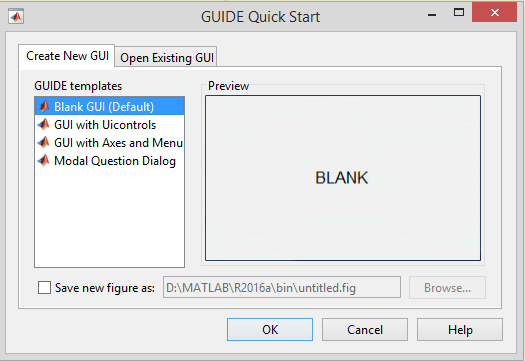 GUIDE Quick Start
Create New GUI
Open Existing GUI
GUIDE templates
Preview
Blank GUI (Default)
GUI with Uicontrols
GUI with Axes and Menu
Modal Question Dialog
BLANK
Save new figure as:
D:\MATLAB\R2016a\bin\untitled.fig
Browse...
OK
Cancel
Help